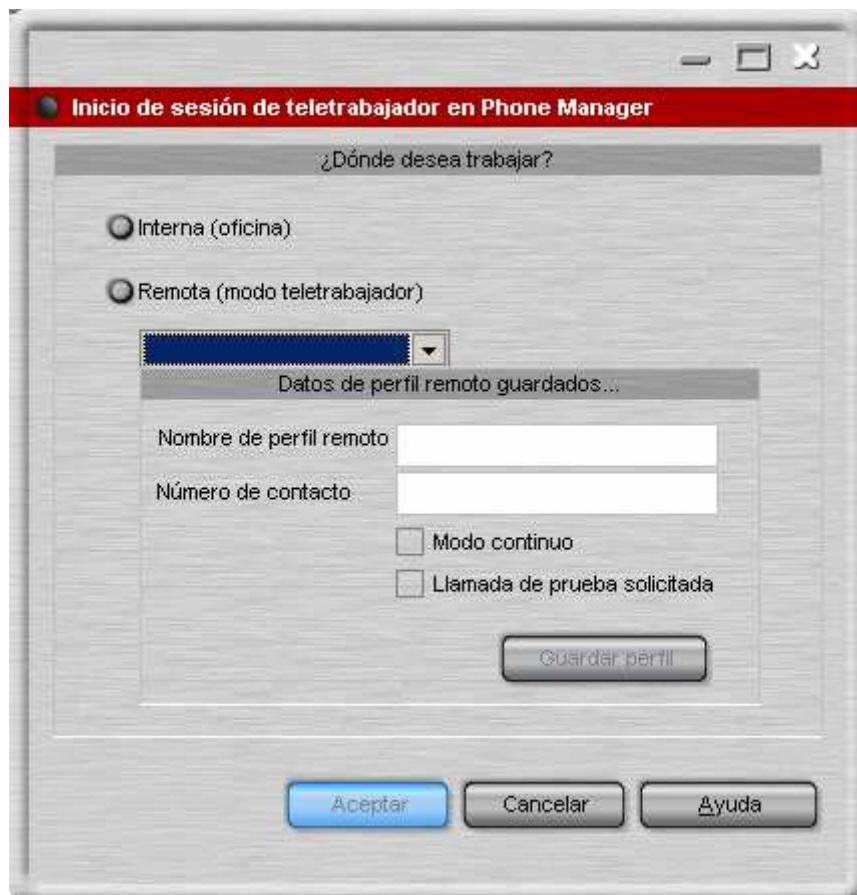 Inicio de sesión de teletrabajador en Phone Manager
¿Dónde desea trabajar?
Interna (oficina)
Remota (modo teletrabajador)
Datos de perfil remoto guardados...
Nombre de perfil remoto
Número de contacto
Modo continuo
Llamada de prueba solicitada
Guardar perfil
Aceptar Cancelar Ayuda